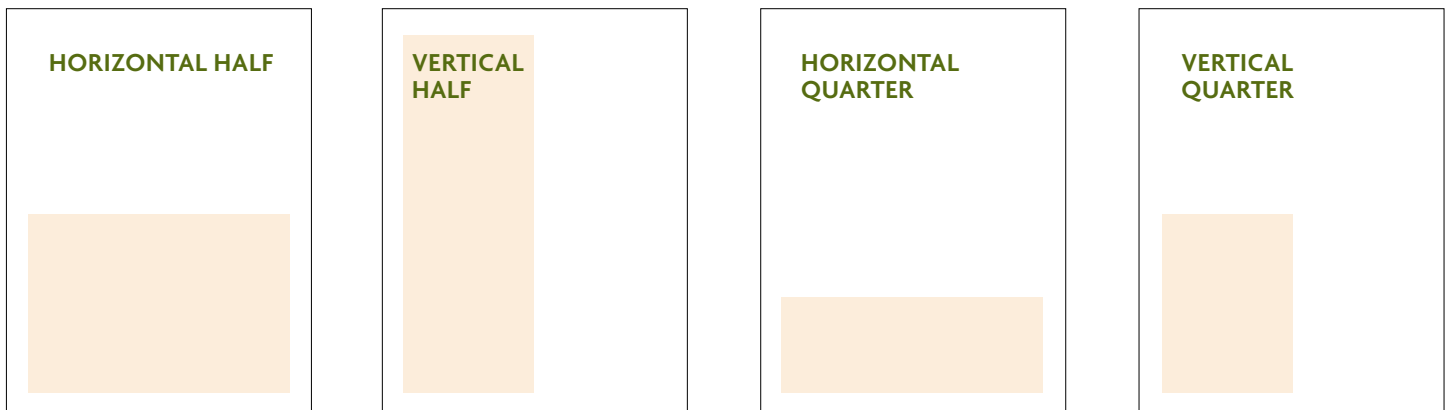 HORIZONTAL HALF
VERTICAL
HALF
HORIZONTAL
QUARTER
VERTICAL
QUARTER